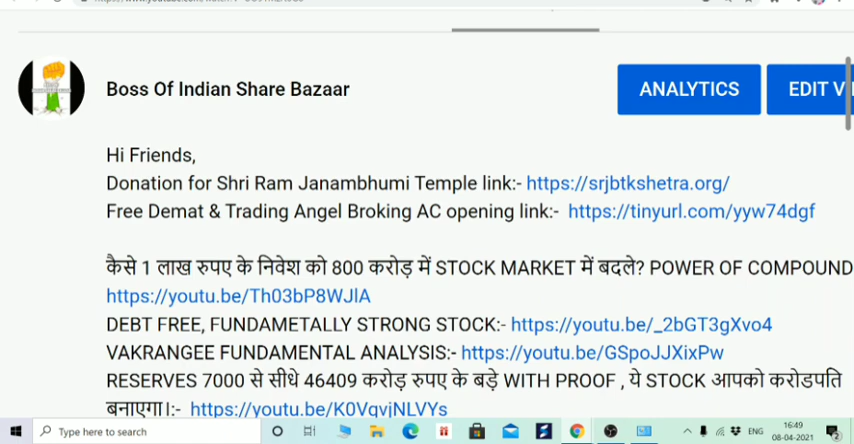 Boss Of Indian Share Bazaar
ANALYTICS
EDIT V
Hi Friends,
Donation for Shri Ram Janambhumi Temple link:- https://srjbtkshetra.org/
Free Demat & Trading Angel Broking AC opening link:- https://tinyurl.com/yyw74dgf
कैसे 1 लाख रुपए के निवेश को 800 करोड़ में STOCK MARKET में बदले? POWER OF COMPOUND
https://youtu.be/Th03bP8WJlA
DEBT FREE, FUNDAMETALLY STRONG STOCK:- https://youtu.be/_2bGT3gXvo4
VAKRANGEE FUNDAMENTAL ANALYSIS:- https://youtu.be/GSpoJJXixPw
RESERVES 7000 से सीधे 46409 करोड़ रुपए के बड़े WITH PROOF , ये STOCK आपको करोडपति
बनाएगा।:- https://youtu.be/K0VqvjNLVYs
Type here to search
ENG
16:49
08-04-2021
2